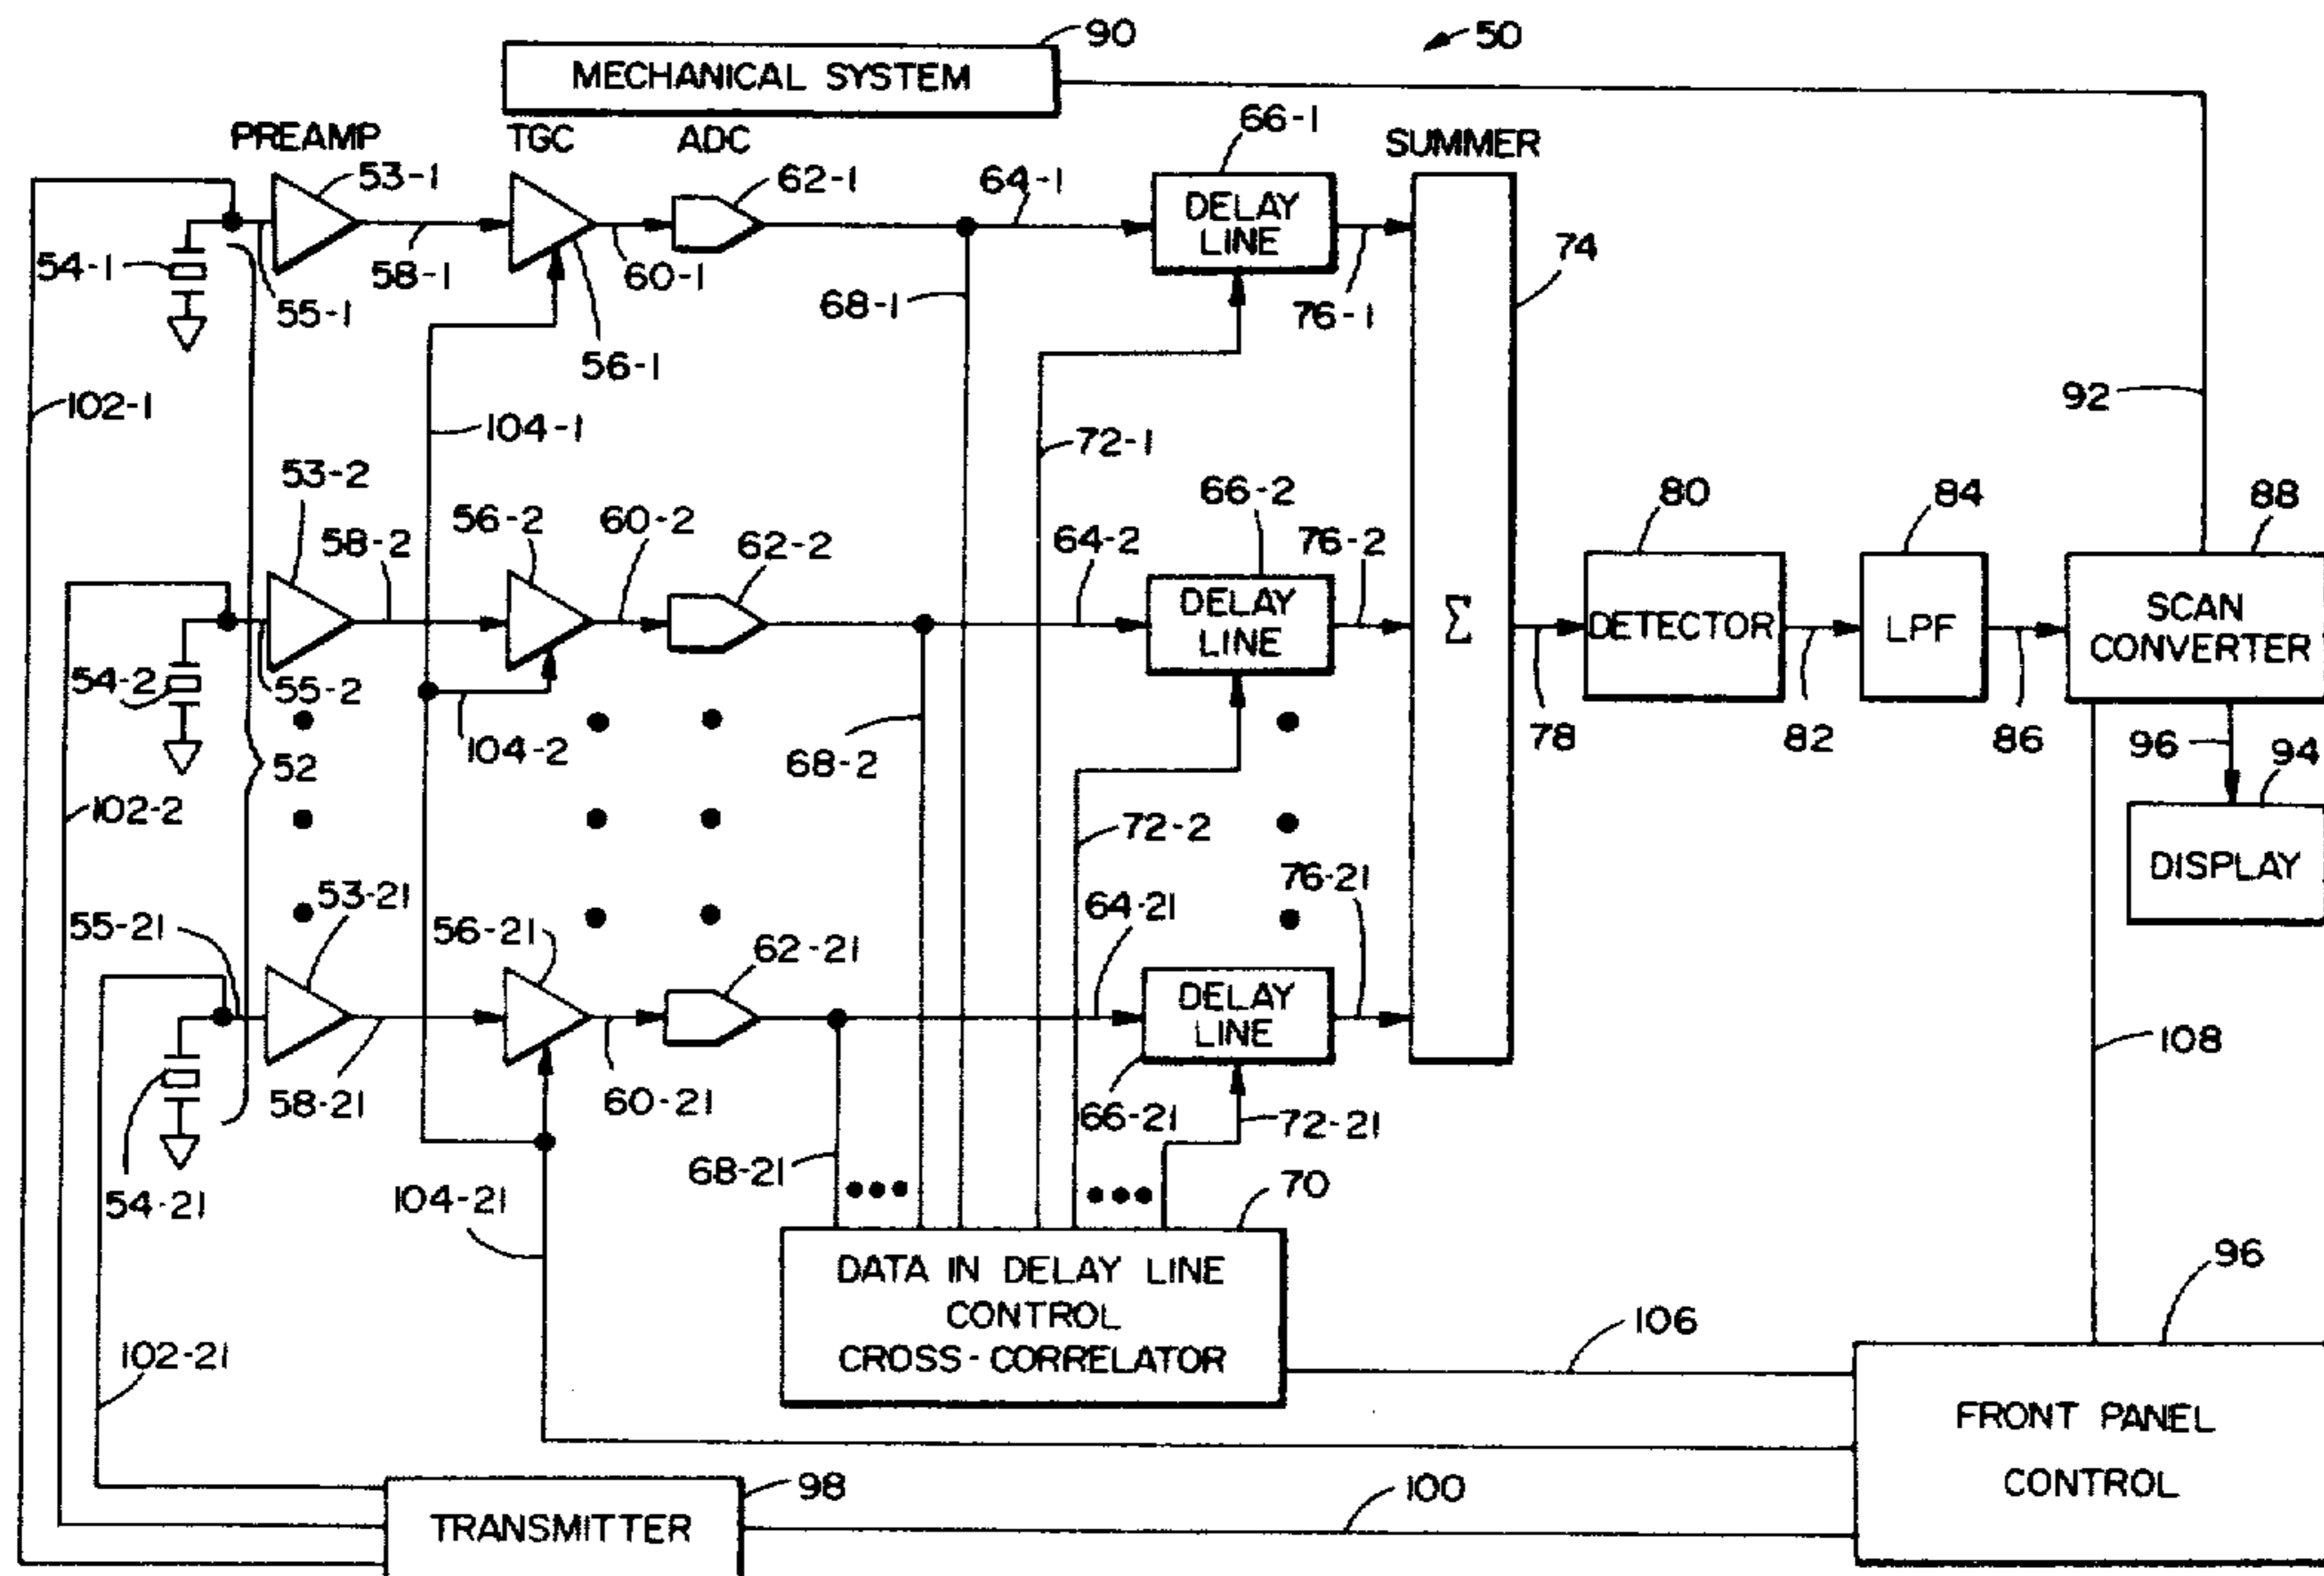 90
50
MECHANICAL SYSTEM
PREAMP
TGC
ADC
66-1
SUMMER
53-1
62-1
64-1
DELAY
LINE
74
54-1
55-1
58-1
60-1
68-1
76-1
56-1
102-1
104-1
72-1
92
53-2
56-2
60-2
66-2
80
84
88
58-2
62-2
64-2
76-2
DELAY
LINE
Σ
DETECTOR
LPF
SCAN
CONVERTER
54-2
55-2
104-2
68-2
78
82
86
96
94
52
102-2
72-2
DISPLAY
53-21
76-21
55-21
56-21
62-21
64-21
DELAY
LINE
108
54-21
58-21
60-21
66-21
72-21
68-21
104-21
70
DATA IN DELAY LINE
CONTROL
CROSS-CORRELATOR
96
102-21
106
FRONT PANEL
CONTROL
98
100
TRANSMITTER